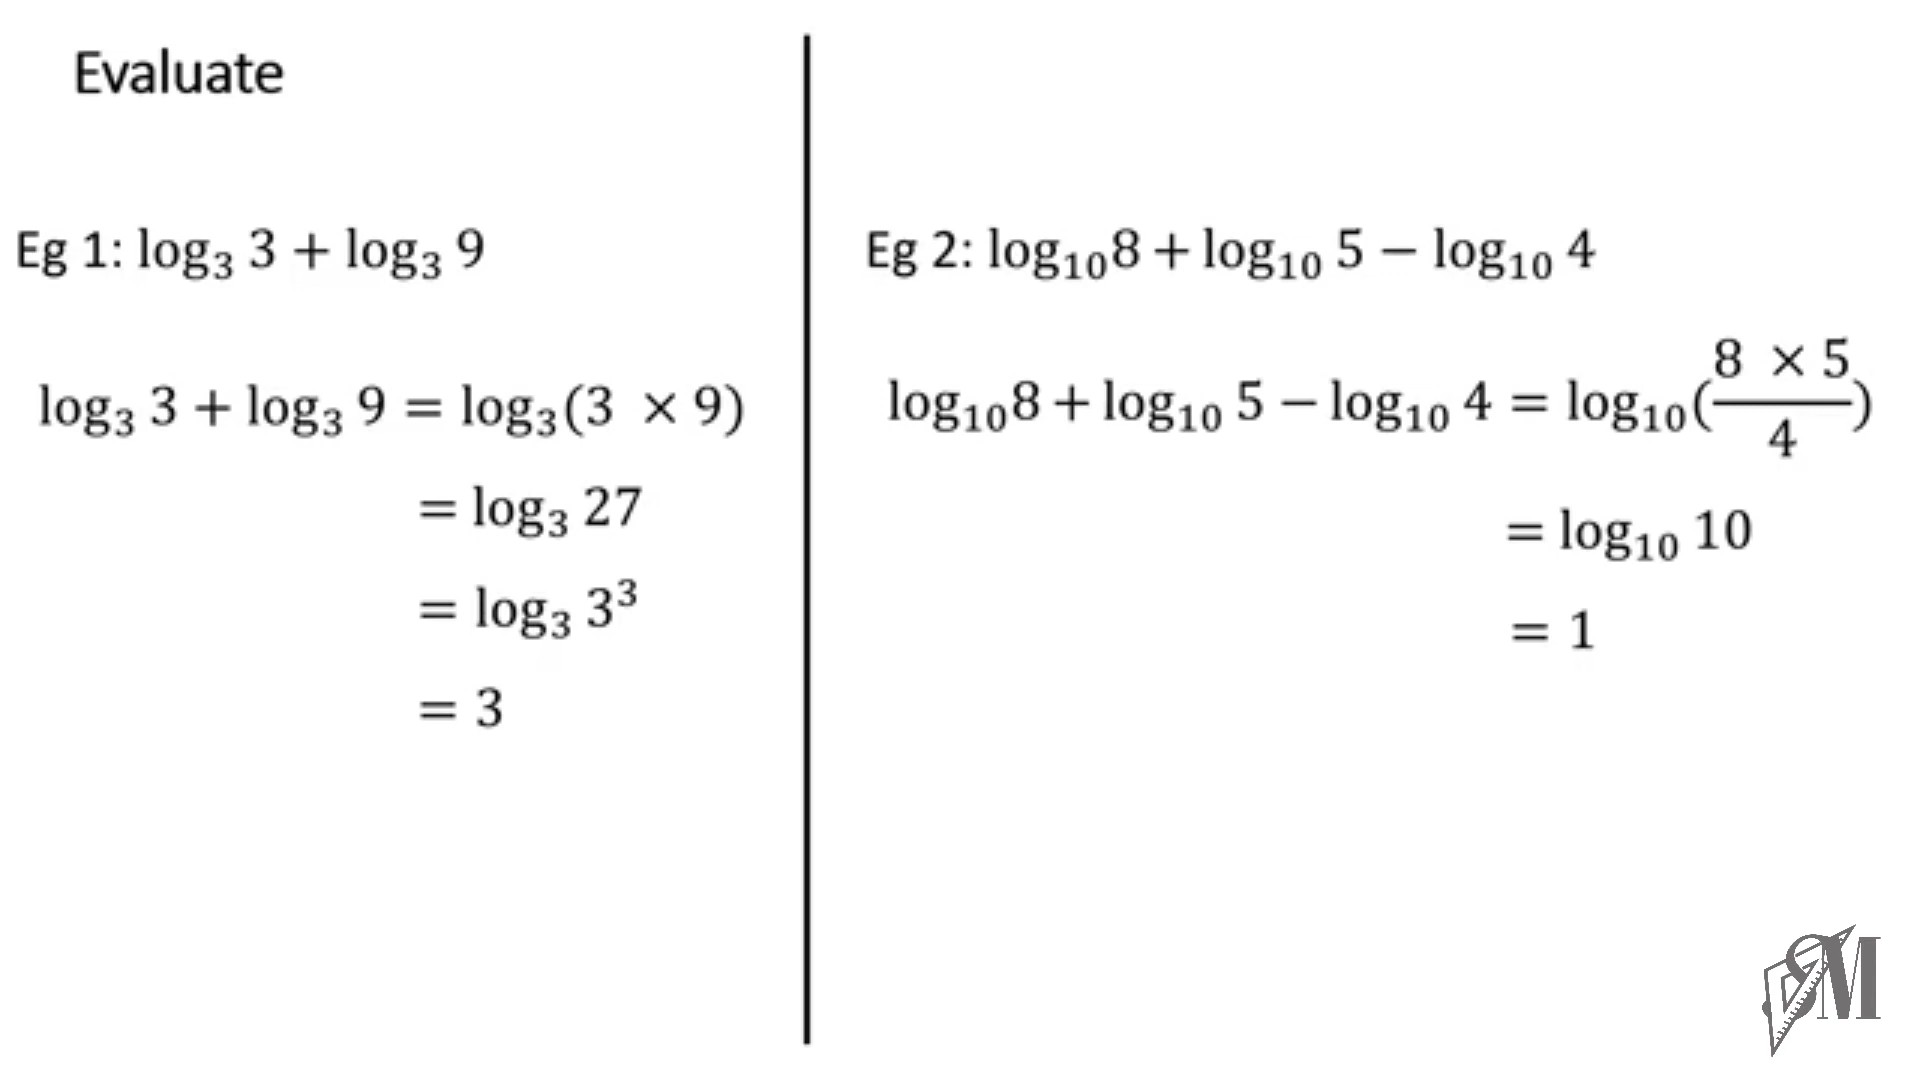 Evaluate
Eg 1: log₃ 3 + log₃ 9
log₃ 3 + log₃ 9 = log₃(3 × 9)
= log₃ 27
= log₃ 3³
= 3
Eg 2: log₁₀8 + log₁₀ 5 − log₁₀ 4
log₁₀8 + log₁₀ 5 − log₁₀ 4 = log₁₀(8 × 5 / 4)
= log₁₀ 10
= 1
SM